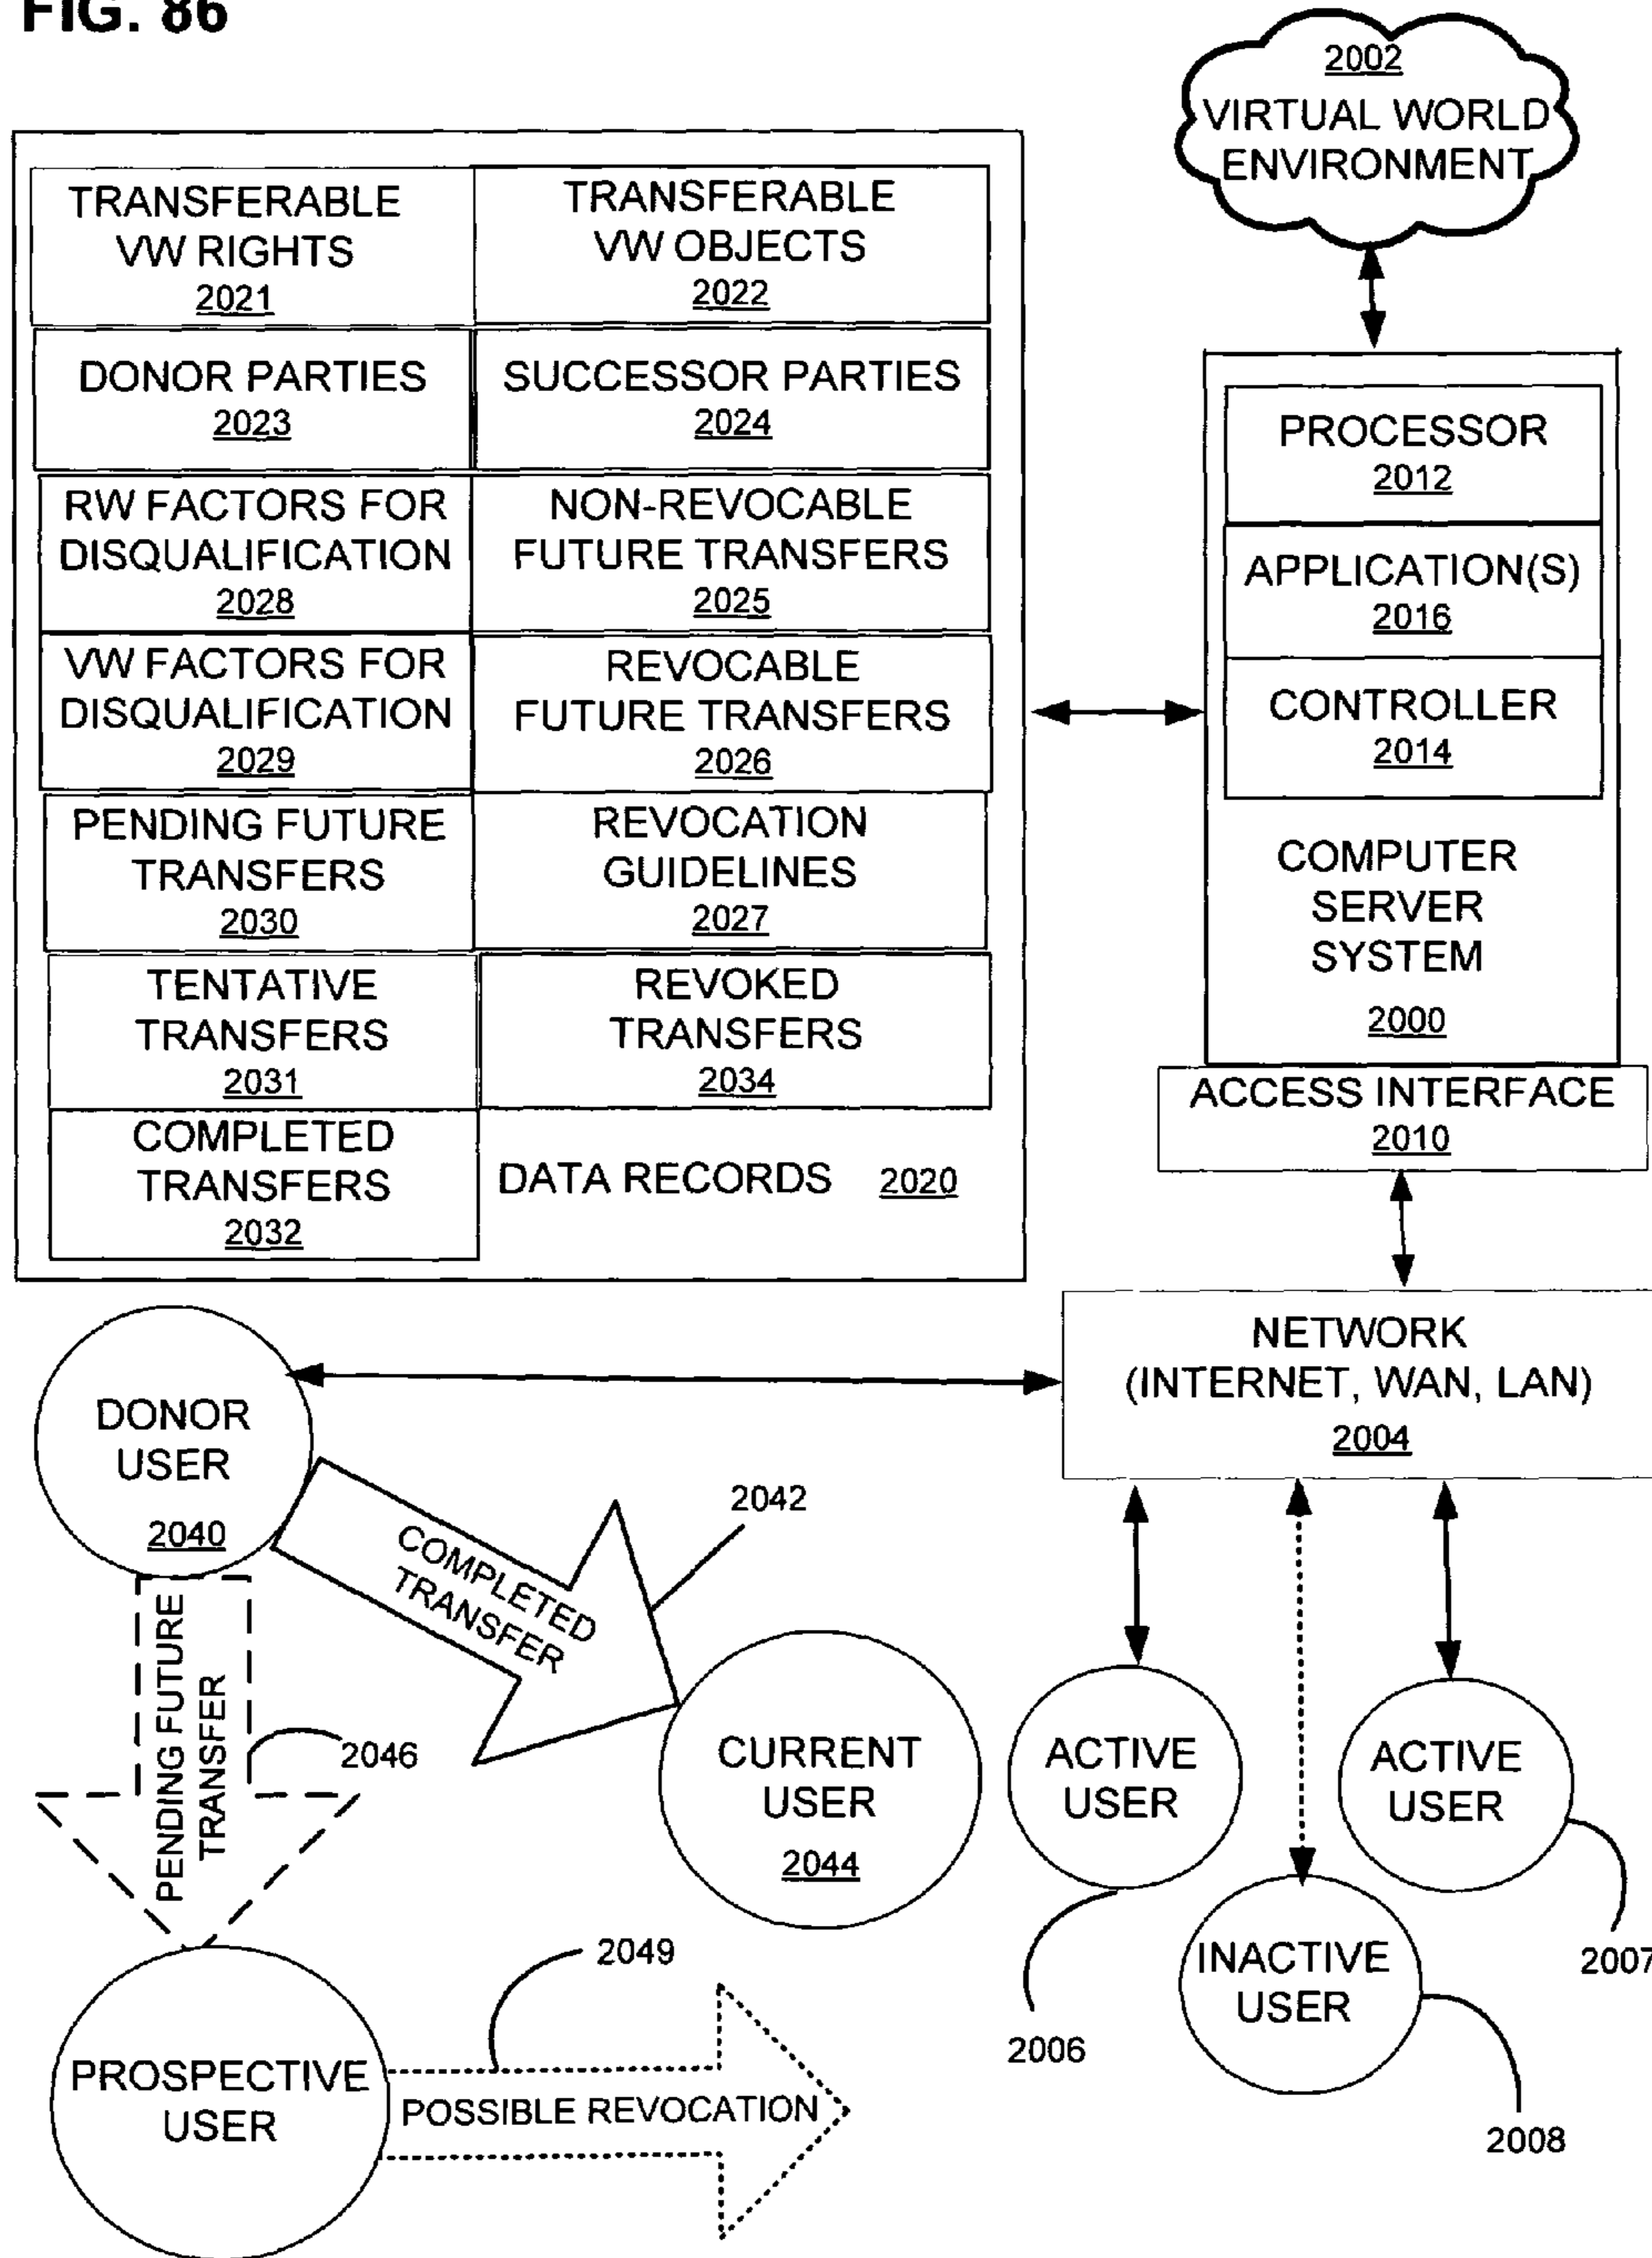 FIG. 86
2002
VIRTUAL WORLD
ENVIRONMENT
TRANSFERABLE
VW RIGHTS
2021
TRANSFERABLE
VW OBJECTS
2022
DONOR PARTIES
2023
SUCCESSOR PARTIES
2024
RW FACTORS FOR
DISQUALIFICATION
2028
NON-REVOCABLE
FUTURE TRANSFERS
2025
VW FACTORS FOR
DISQUALIFICATION
2029
REVOCABLE
FUTURE TRANSFERS
2026
PENDING FUTURE
TRANSFERS
2030
REVOCATION
GUIDELINES
2027
TENTATIVE
TRANSFERS
2031
REVOKED
TRANSFERS
2034
COMPLETED
TRANSFERS
2032
DATA RECORDS 2020
PROCESSOR
2012
APPLICATION(S)
2016
CONTROLLER
2014
COMPUTER
SERVER
SYSTEM
2000
ACCESS INTERFACE
2010
NETWORK
(INTERNET, WAN, LAN)
2004
DONOR
USER
2040
COMPLETED
TRANSFER
2042
PENDING FUTURE
TRANSFER
2046
CURRENT
USER
2044
ACTIVE
USER
2006
ACTIVE
USER
2007
INACTIVE
USER
2008
PROSPECTIVE
USER
2049
POSSIBLE REVOCATION